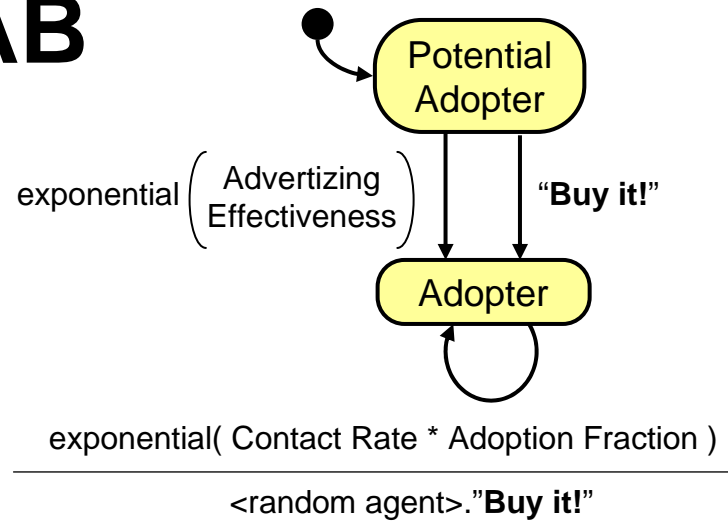 AB
Potential
Adopter
exponential ( Advertizing
Effectiveness )
“Buy it!”
Adopter
exponential( Contact Rate * Adoption Fraction )
<random agent>."Buy it!”